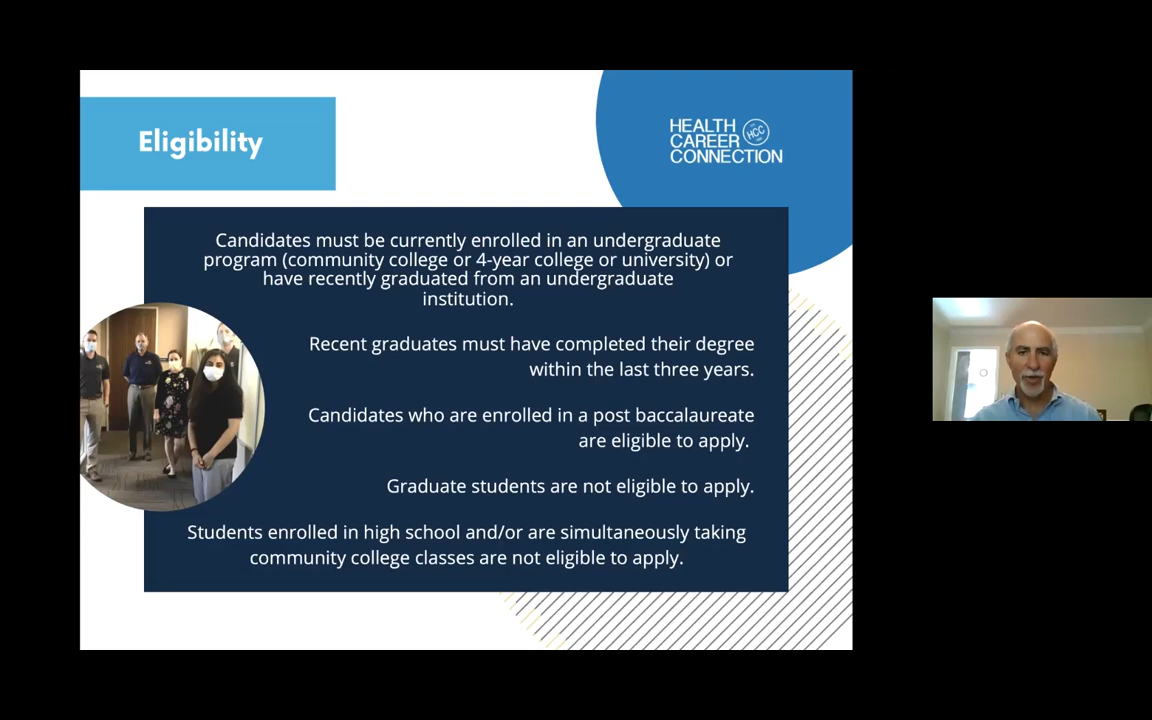 Eligibility
HEALTH
CAREER
CONNECTION
HCC
Candidates must be currently enrolled in an undergraduate
program (community college or 4-year college or university) or
have recently graduated from an undergraduate
institution.
Recent graduates must have completed their degree
within the last three years.
Candidates who are enrolled in a post baccalaureate
are eligible to apply.
Graduate students are not eligible to apply.
Students enrolled in high school and/or are simultaneously taking
community college classes are not eligible to apply.